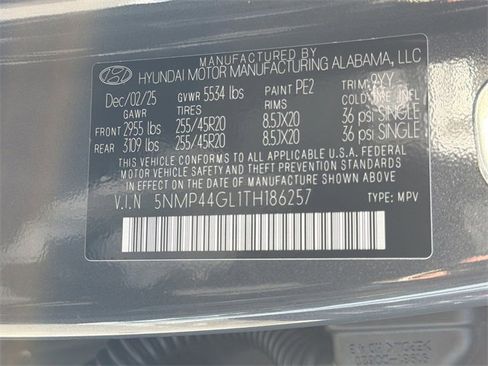 MANUFACTURED BY
HYUNDAI MOTOR MANUFACTURING ALABAMA, LLC
Dec/02/25 GVWR 5534 lbs PAINT PE2 TRIM 9YY
GAWR TIRES RIMS COLD TIRE INFL
FRONT 2955 lbs 255/45R20 8.5JX20 36 psi SINGLE
REAR 3109 lbs 255/45R20 8.5JX20 36 psi SINGLE
THIS VEHICLE CONFORMS TO ALL APPLICABLE U.S.A. FEDERAL
MOTOR VEHICLE SAFETY AND THEFT PREVENTION STANDARDS
IN EFFECT ON THE DATE OF MANUFACTURE SHOWN ABOVE.
V.I.N 5NMP44GL1TH186257 TYPE: MPV